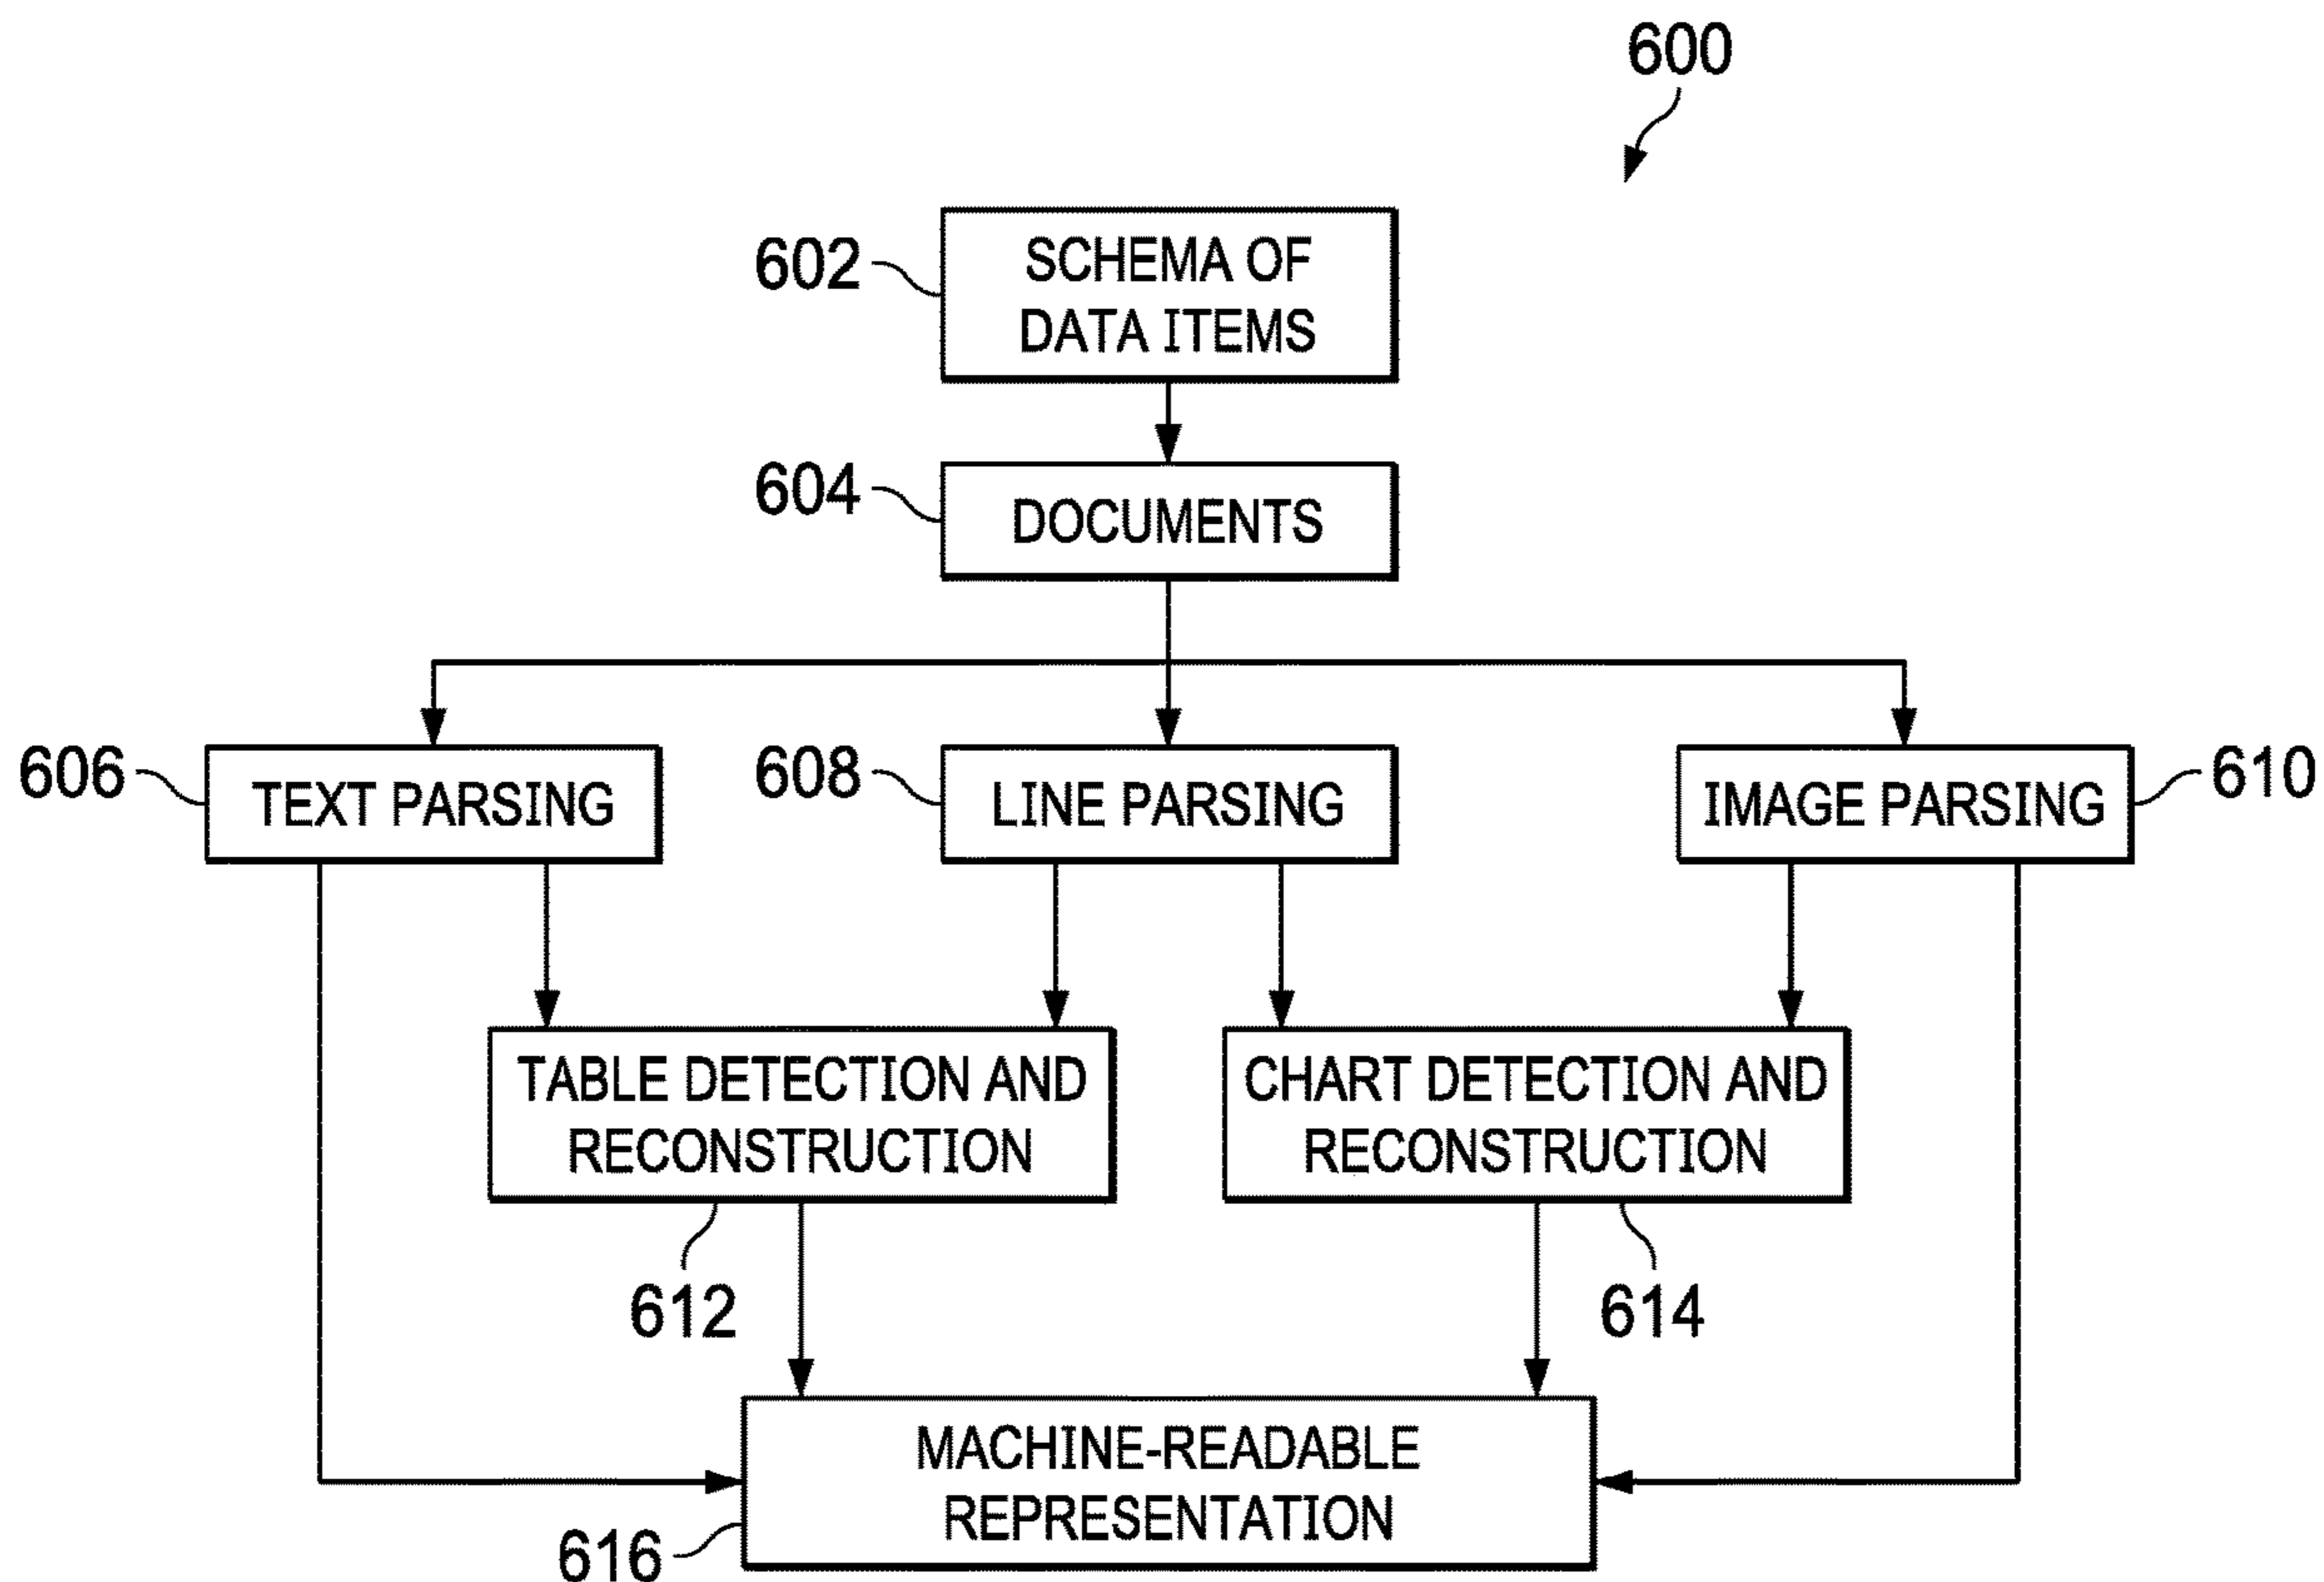 600
602
SCHEMA OF
DATA ITEMS
604
DOCUMENTS
606
TEXT PARSING
608
LINE PARSING
IMAGE PARSING
610
TABLE DETECTION AND
RECONSTRUCTION
CHART DETECTION AND
RECONSTRUCTION
612
614
MACHINE-READABLE
REPRESENTATION
616